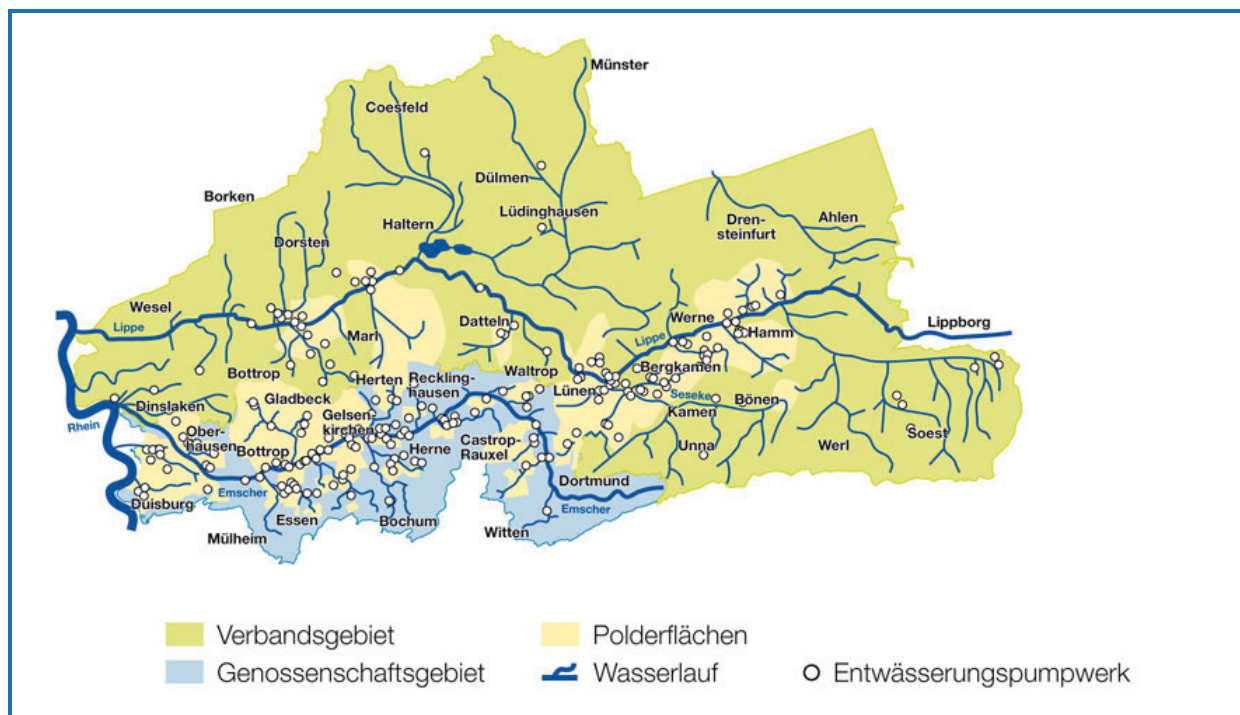 Münster
Coesfeld
Dülmen
Borken
Lüdinghausen
Haltern
Dren-
steinfurt
Ahlen
Dorsten
Wesel
Lippe
Marl
Datteln
Werne
Lippe
Hamm
Lippborg
Bottrop
Herten
Reckling-
hausen
Waltrop
Lünen
Bergkamen
Seseke
Kamen
Bönen
Dinslaken
Rhein
Gladbeck
Gelsen-
kirchen
Ober-
hausen
Bottrop
Herne
Castrop-
Rauxel
Unna
Werl
Soest
Emscher
Duisburg
Essen
Mülheim
Bochum
Witten
Dortmund
Emscher
Verbandsgebiet
Polderflächen
Genossenschaftsgebiet
Wasserlauf
Entwässerungspumpwerk